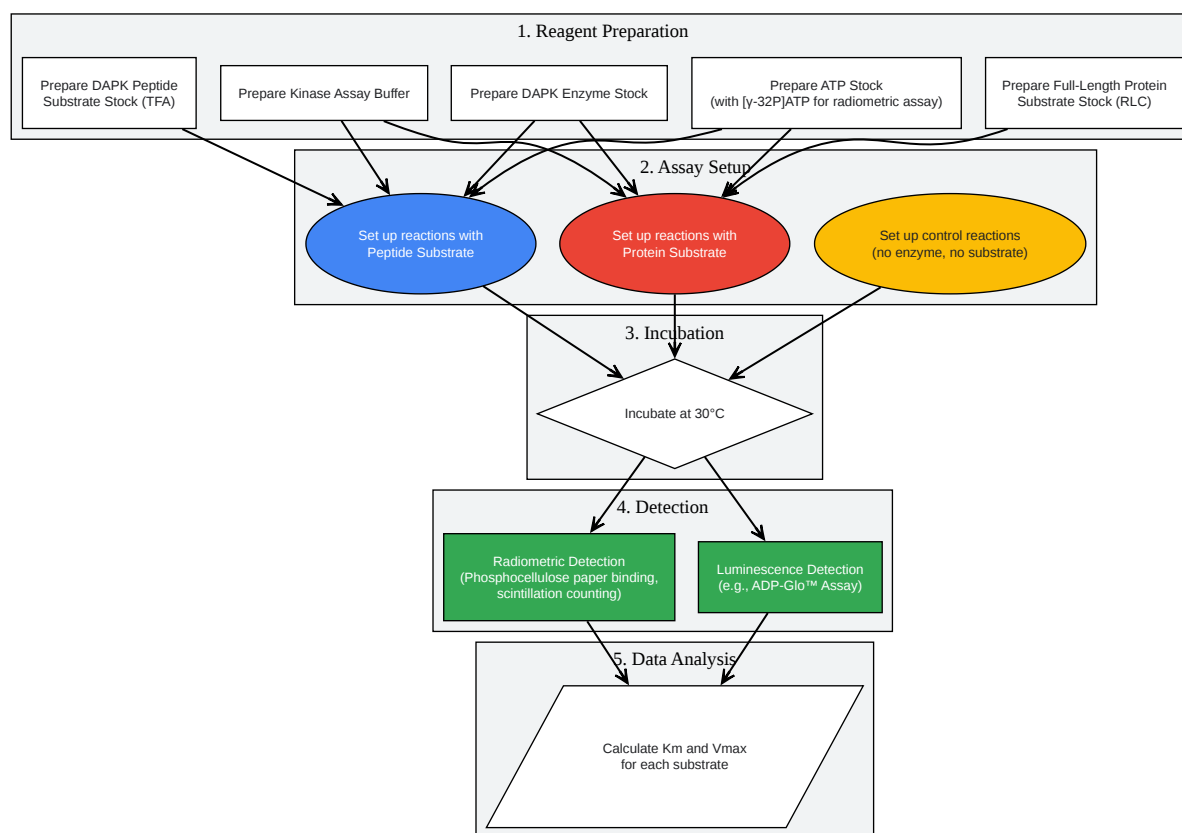 1. Reagent Preparation
Prepare DAPK Peptide
Substrate Stock (TFA)
Prepare Kinase Assay Buffer
Prepare DAPK Enzyme Stock
Prepare ATP Stock
(with [γ-32P]ATP for radiometric assay)
Prepare Full-Length Protein
Substrate Stock (RLC)
2. Assay Setup
Set up reactions with
Peptide Substrate
Set up reactions with
Protein Substrate
Set up control reactions
(no enzyme, no substrate)
3. Incubation
Incubate at 30°C
4. Detection
Radiometric Detection
(Phosphocellulose paper binding,
scintillation counting)
Luminescence Detection
(e.g., ADP-Glo™ Assay)
5. Data Analysis
Calculate Km and Vmax
for each substrate